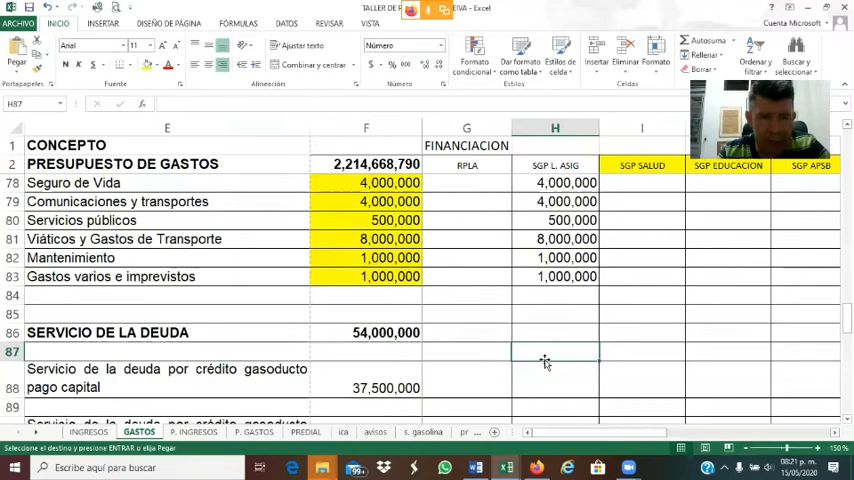 TALLER DE P EIVA - Excel
ARCHIVO INICIO INSERTAR DISEÑO DE PÁGINA FÓRMULAS DATOS REVISAR VISTA Cuenta Microsoft
Pegar
Arial 11
N K S
Ajustar texto
Combinar y centrar
Número
$ % 000
Formato condicional
Dar formato como tabla
Estilos de celda
Insertar Eliminar Formato
Autosuma
Rellenar
Borrar
Ordenar y filtrar
Buscar y seleccionar
Portapapeles Fuente Alineación Número Estilos Celdas
H87 fx
E F G H I
1 CONCEPTO FINANCIACION
2 PRESUPUESTO DE GASTOS 2,214,668,790 RPLA SGP L. ASIG SGP SALUD SGP EDUCACION SGP APSB
78 Seguro de Vida 4,000,000 4,000,000
79 Comunicaciones y transportes 4,000,000 4,000,000
80 Servicios públicos 500,000 500,000
81 Viáticos y Gastos de Transporte 8,000,000 8,000,000
82 Mantenimiento 1,000,000 1,000,000
83 Gastos varios e imprevistos 1,000,000 1,000,000
84
85
86 SERVICIO DE LA DEUDA 54,000,000
87
Servicio de la deuda por crédito gasoducto
88 pago capital 37,500,000
89
Servicio de la deuda por crédito gasoducto
INGRESOS GASTOS P. INGRESOS P. GASTOS PREDIAL ica avisos s. gasolina pr ...
Seleccione el destino y presione ENTRAR o elija Pegar 150 %
Escribe aquí para buscar 99+ 08:21 p. m.
15/05/2020